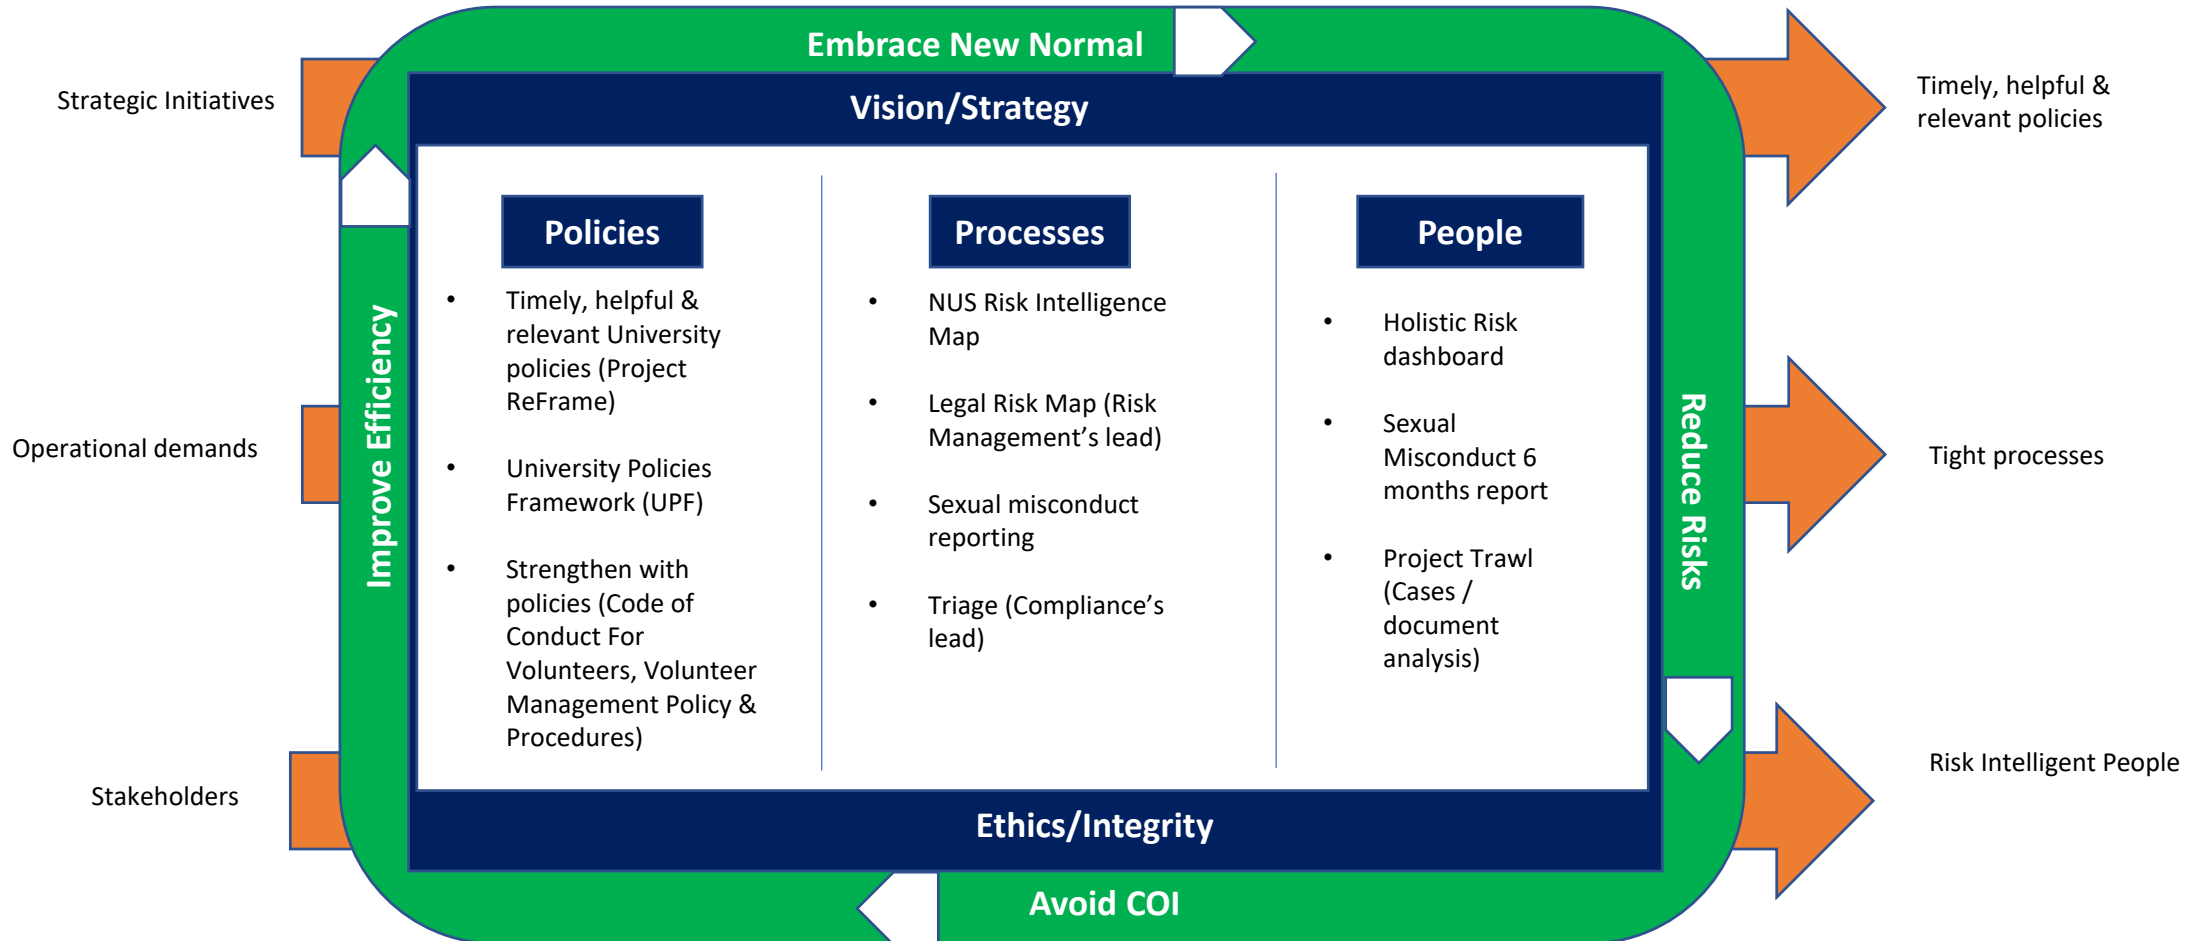 Embrace New Normal
Strategic Initiatives
Operational demands
Stakeholders
Improve Efficiency
Vision/Strategy
Policies
• Timely, helpful &
relevant University
policies (Project
ReFrame)
• University Policies
Framework (UPF)
• Strengthen with
policies (Code of
Conduct For
Volunteers, Volunteer
Management Policy &
Procedures)
Processes
• NUS Risk Intelligence
Map
• Legal Risk Map (Risk
Management’s lead)
• Sexual misconduct
reporting
• Triage (Compliance’s
lead)
People
• Holistic Risk
dashboard
• Sexual
Misconduct 6
months report
• Project Trawl
(Cases /
document
analysis)
Ethics/Integrity
Reduce Risks
Avoid COI
Timely, helpful &
relevant policies
Tight processes
Risk Intelligent People